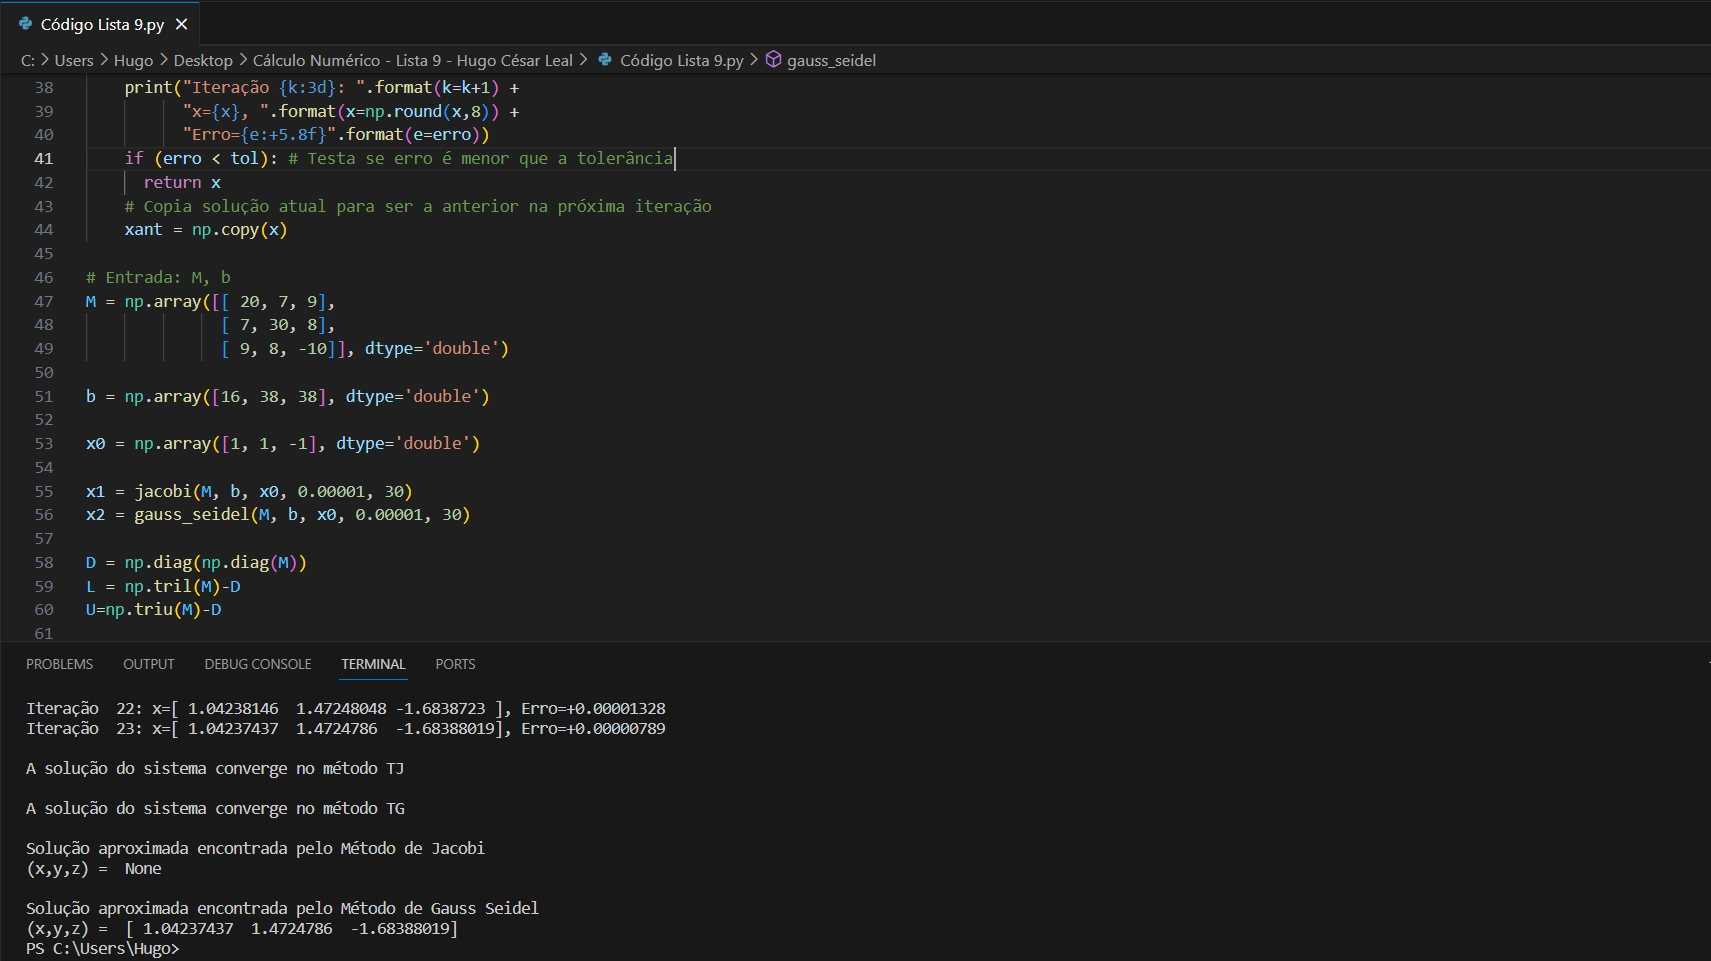 Código Lista 9.py
C: > Users > Hugo > Desktop > Cálculo Numérico - Lista 9 - Hugo César Leal > Código Lista 9.py > gauss_seidel
38 print("Iteração {k:3d}: ".format(k=k+1) +
39 "x={x}, ".format(x=np.round(x,8)) +
40 "Erro={e:+5.8f}".format(e=erro))
41 if (erro < tol): # Testa se erro é menor que a tolerância
42 return x
43 # Copia solução atual para ser a anterior na próxima iteração
44 xant = np.copy(x)
45
46 # Entrada: M, b
47 M = np.array([[ 20, 7, 9],
48 [ 7, 30, 8],
49 [ 9, 8, -10]], dtype='double')
50
51 b = np.array([16, 38, 38], dtype='double')
52
53 x0 = np.array([1, 1, -1], dtype='double')
54
55 x1 = jacobi(M, b, x0, 0.00001, 30)
56 x2 = gauss_seidel(M, b, x0, 0.00001, 30)
57
58 D = np.diag(np.diag(M))
59 L = np.tril(M)-D
60 U=np.triu(M)-D
61
PROBLEMS OUTPUT DEBUG CONSOLE TERMINAL PORTS
Iteração  22: x=[ 1.04238146  1.47248048 -1.6838723 ], Erro=+0.00001328
Iteração  23: x=[ 1.04237437  1.4724786  -1.68388019], Erro=+0.00000789
A solução do sistema converge no método TJ
A solução do sistema converge no método TG
Solução aproximada encontrada pelo Método de Jacobi
(x,y,z) =  None
Solução aproximada encontrada pelo Método de Gauss Seidel
(x,y,z) =  [ 1.04237437  1.4724786  -1.68388019]
PS C:\Users\Hugo>